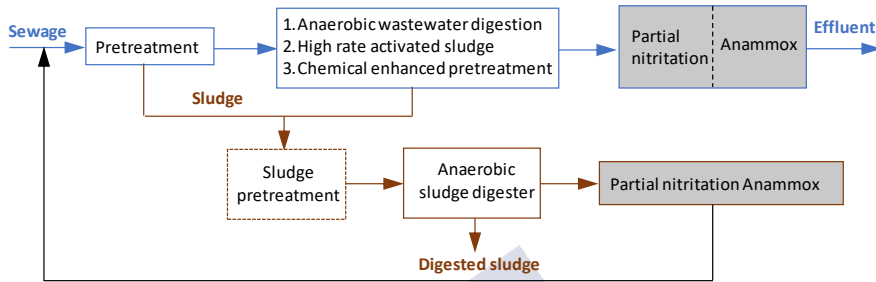 Sewage
Pretreatment
1.Anaerobic wastewater digestion
2.High rate activated sludge
3.Chemical enhanced pretreatment
Partial
nitritation
Anammox
Effluent
Sludge
Sludge
pretreatment
Anaerobic
sludge digester
Partial nitritation Anammox
Digested sludge